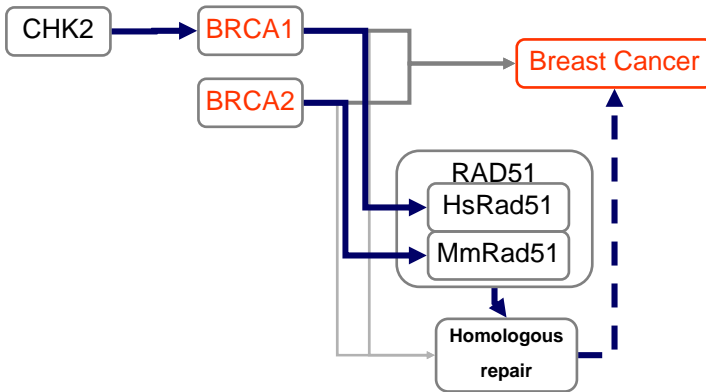 CHK2
BRCA1
Breast Cancer
BRCA2
RAD51
HsRad51
MmRad51
Homologous
repair